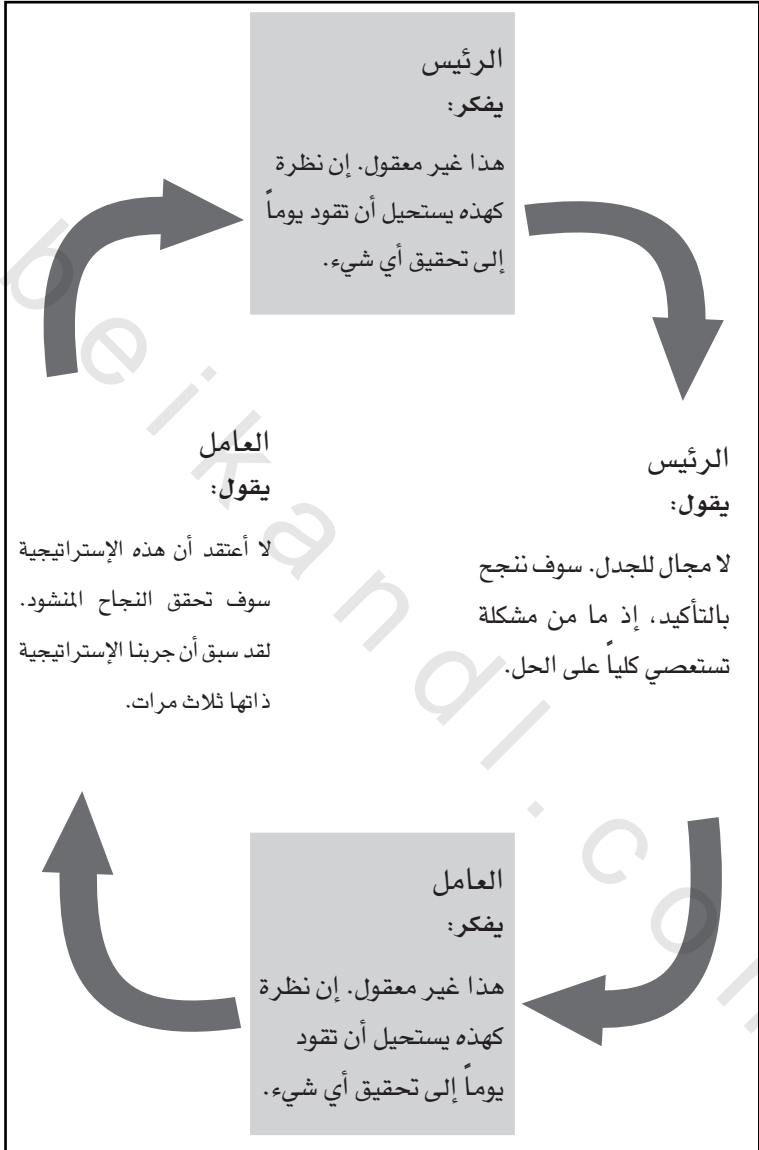 الرئيس
يفكر:
هذا غير معقول. إن نظرة
كهذه يستحيل أن تقود يوماً
إلى تحقيق أي شيء.
الرئيس
يقول:
لا مجال للجدل. سوف ننجح
بالتأكيد، إذ ما من مشكلة
تستعصي كلياً على الحل.
العامل
يفكر:
هذا غير معقول. إن نظرة
كهذه يستحيل أن تقود
يوماً إلى تحقيق أي شيء.
العامل
يقول:
لا أعتقد أن هذه الإستراتيجية
سوف تحقق النجاح المنشود.
لقد سبق أن جربنا الإستراتيجية
ذاتها ثلاث مرات.
beikandl.com